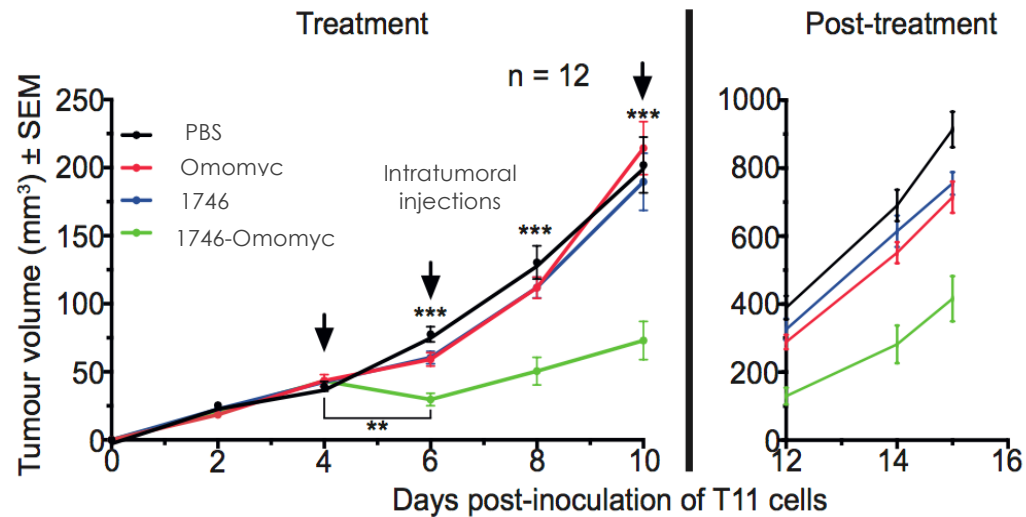 Treatment
Post-treatment
n = 12
Tumour volume (mm³) ± SEM
250
200
150
100
50
0
PBS
Omomyc
1746
1746-Omomyc
Intratumoral
injections
***
***
***
**
0 2 4 6 8 10
1000
800
600
400
200
0
12 14 16
Days post-inoculation of T11 cells